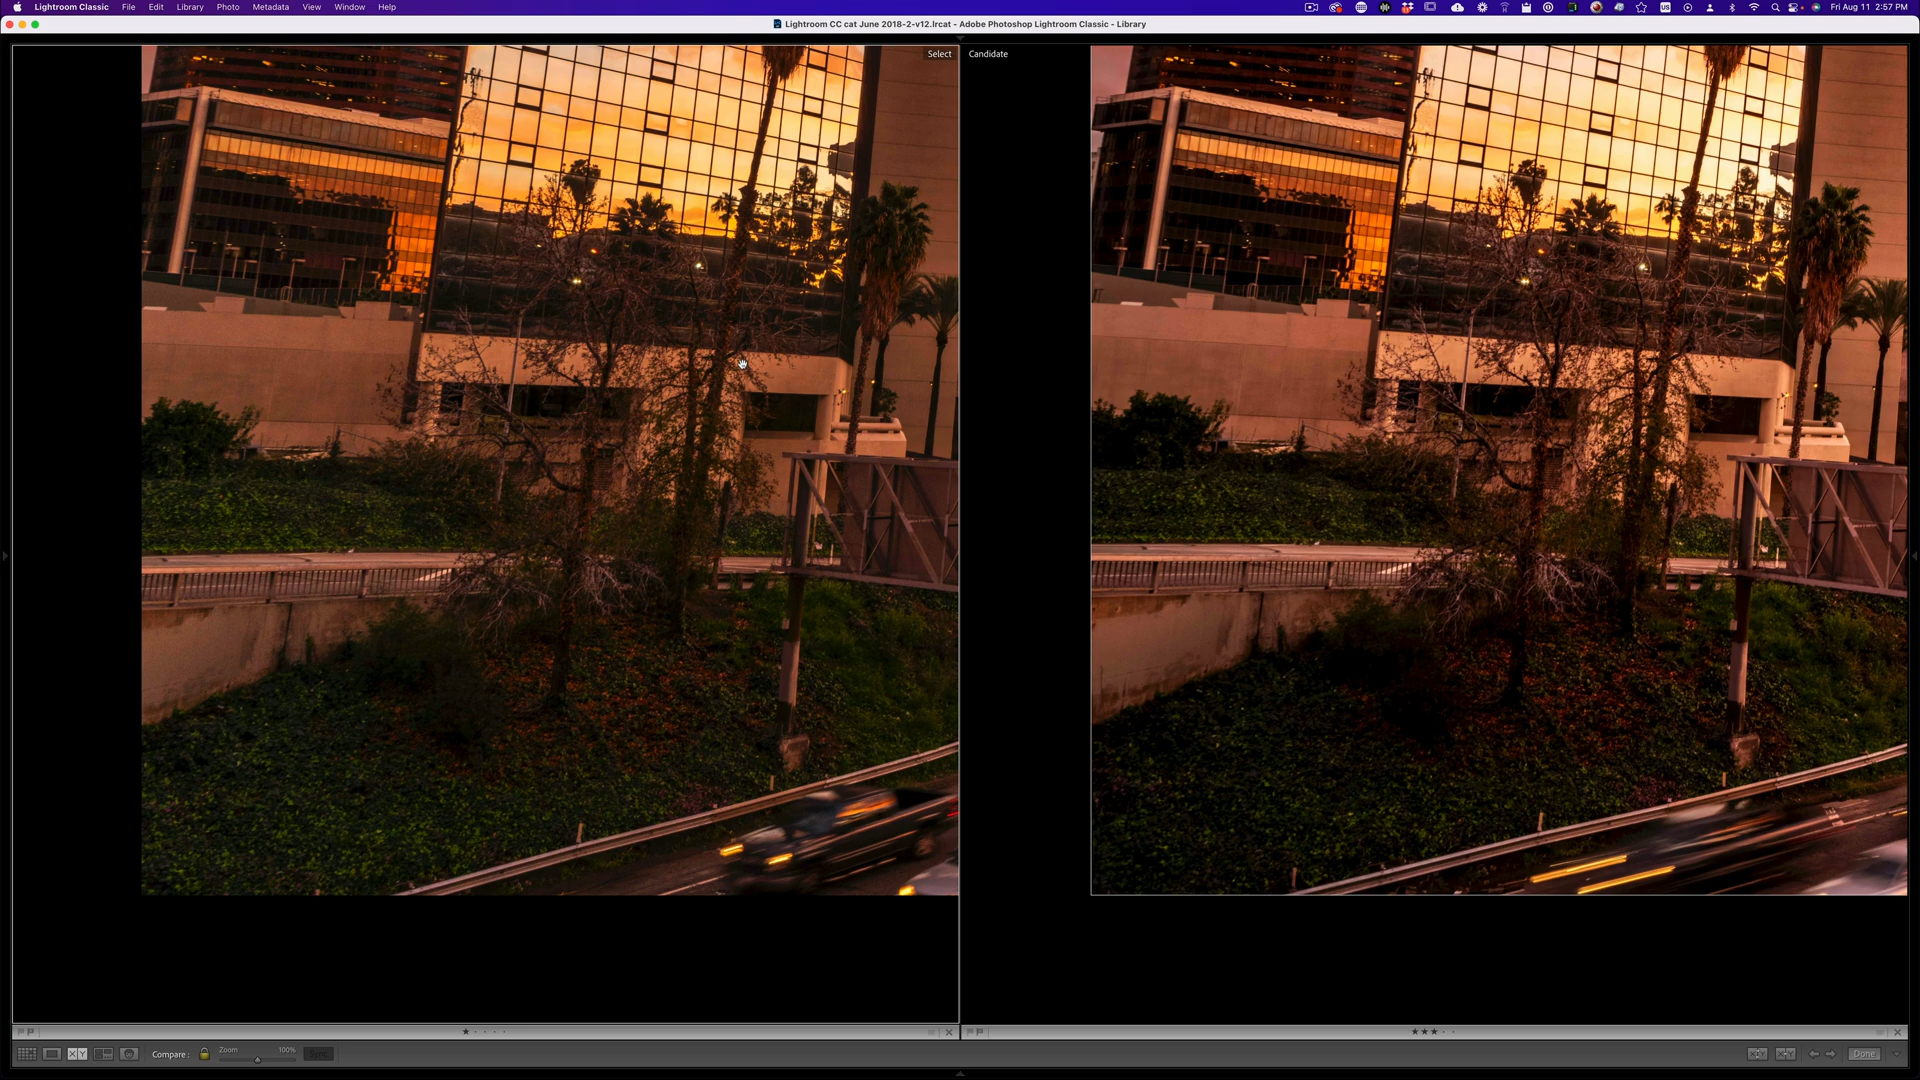 Lightroom Classic File Edit Library Photo Metadata View Window Help Fri Aug 11 2:57 PM
Lightroom CC cat June 2018-2-v12.lrcat - Adobe Photoshop Lightroom Classic - Library
Select
Candidate
Compare : Zoom 100% Sync Done